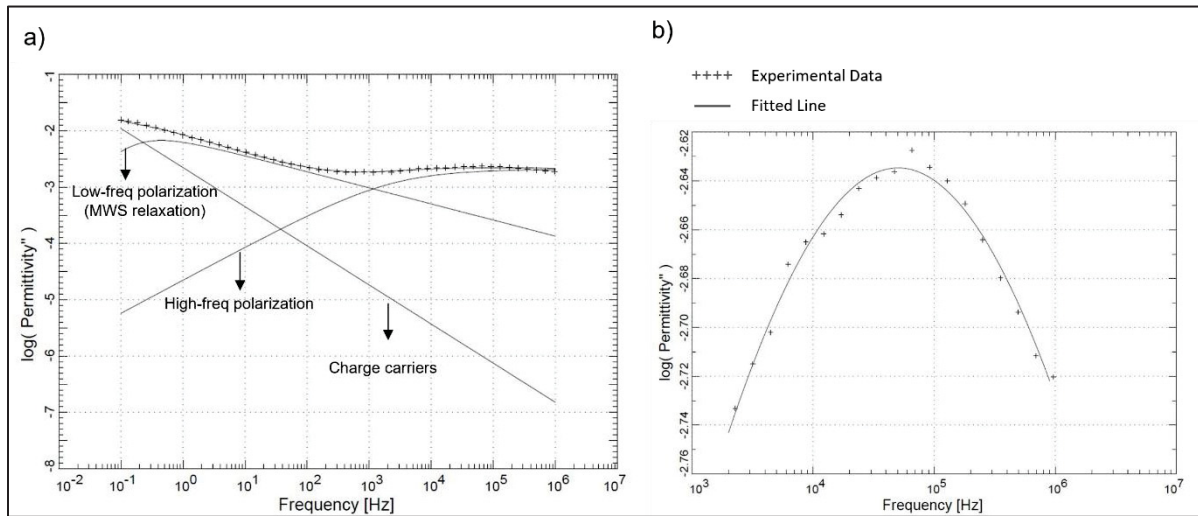 a)
-1
-2
-3
-4
-5
-6
-7
-8
log( Permittivity'' )
Low-freq polarization
(MWS relaxation)
High-freq polarization
Charge carriers
10-2 10-1 100 101 102 103 104 105 106 107
Frequency [Hz]
b)
++++ Experimental Data
Fitted Line
-2.62
-2.64
-2.66
-2.68
-2.70
-2.72
-2.74
-2.76
log( Permittivity'' )
103 104 105 106 107
Frequency [Hz]